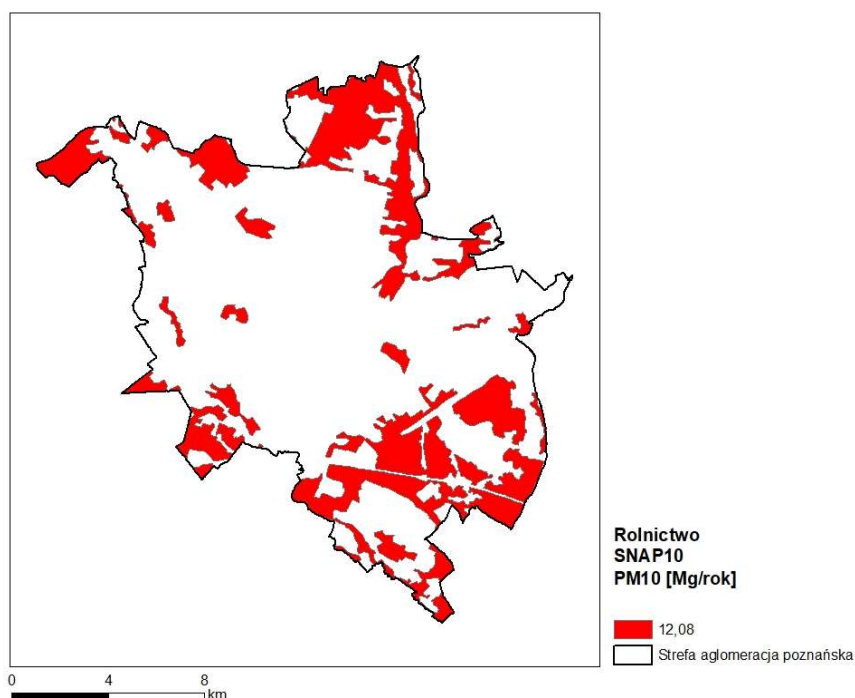 Rolnictwo
SNAP10
PM10 [Mg/rok]
12,08
Strefa aglomeracja poznańska
0 4 8
km